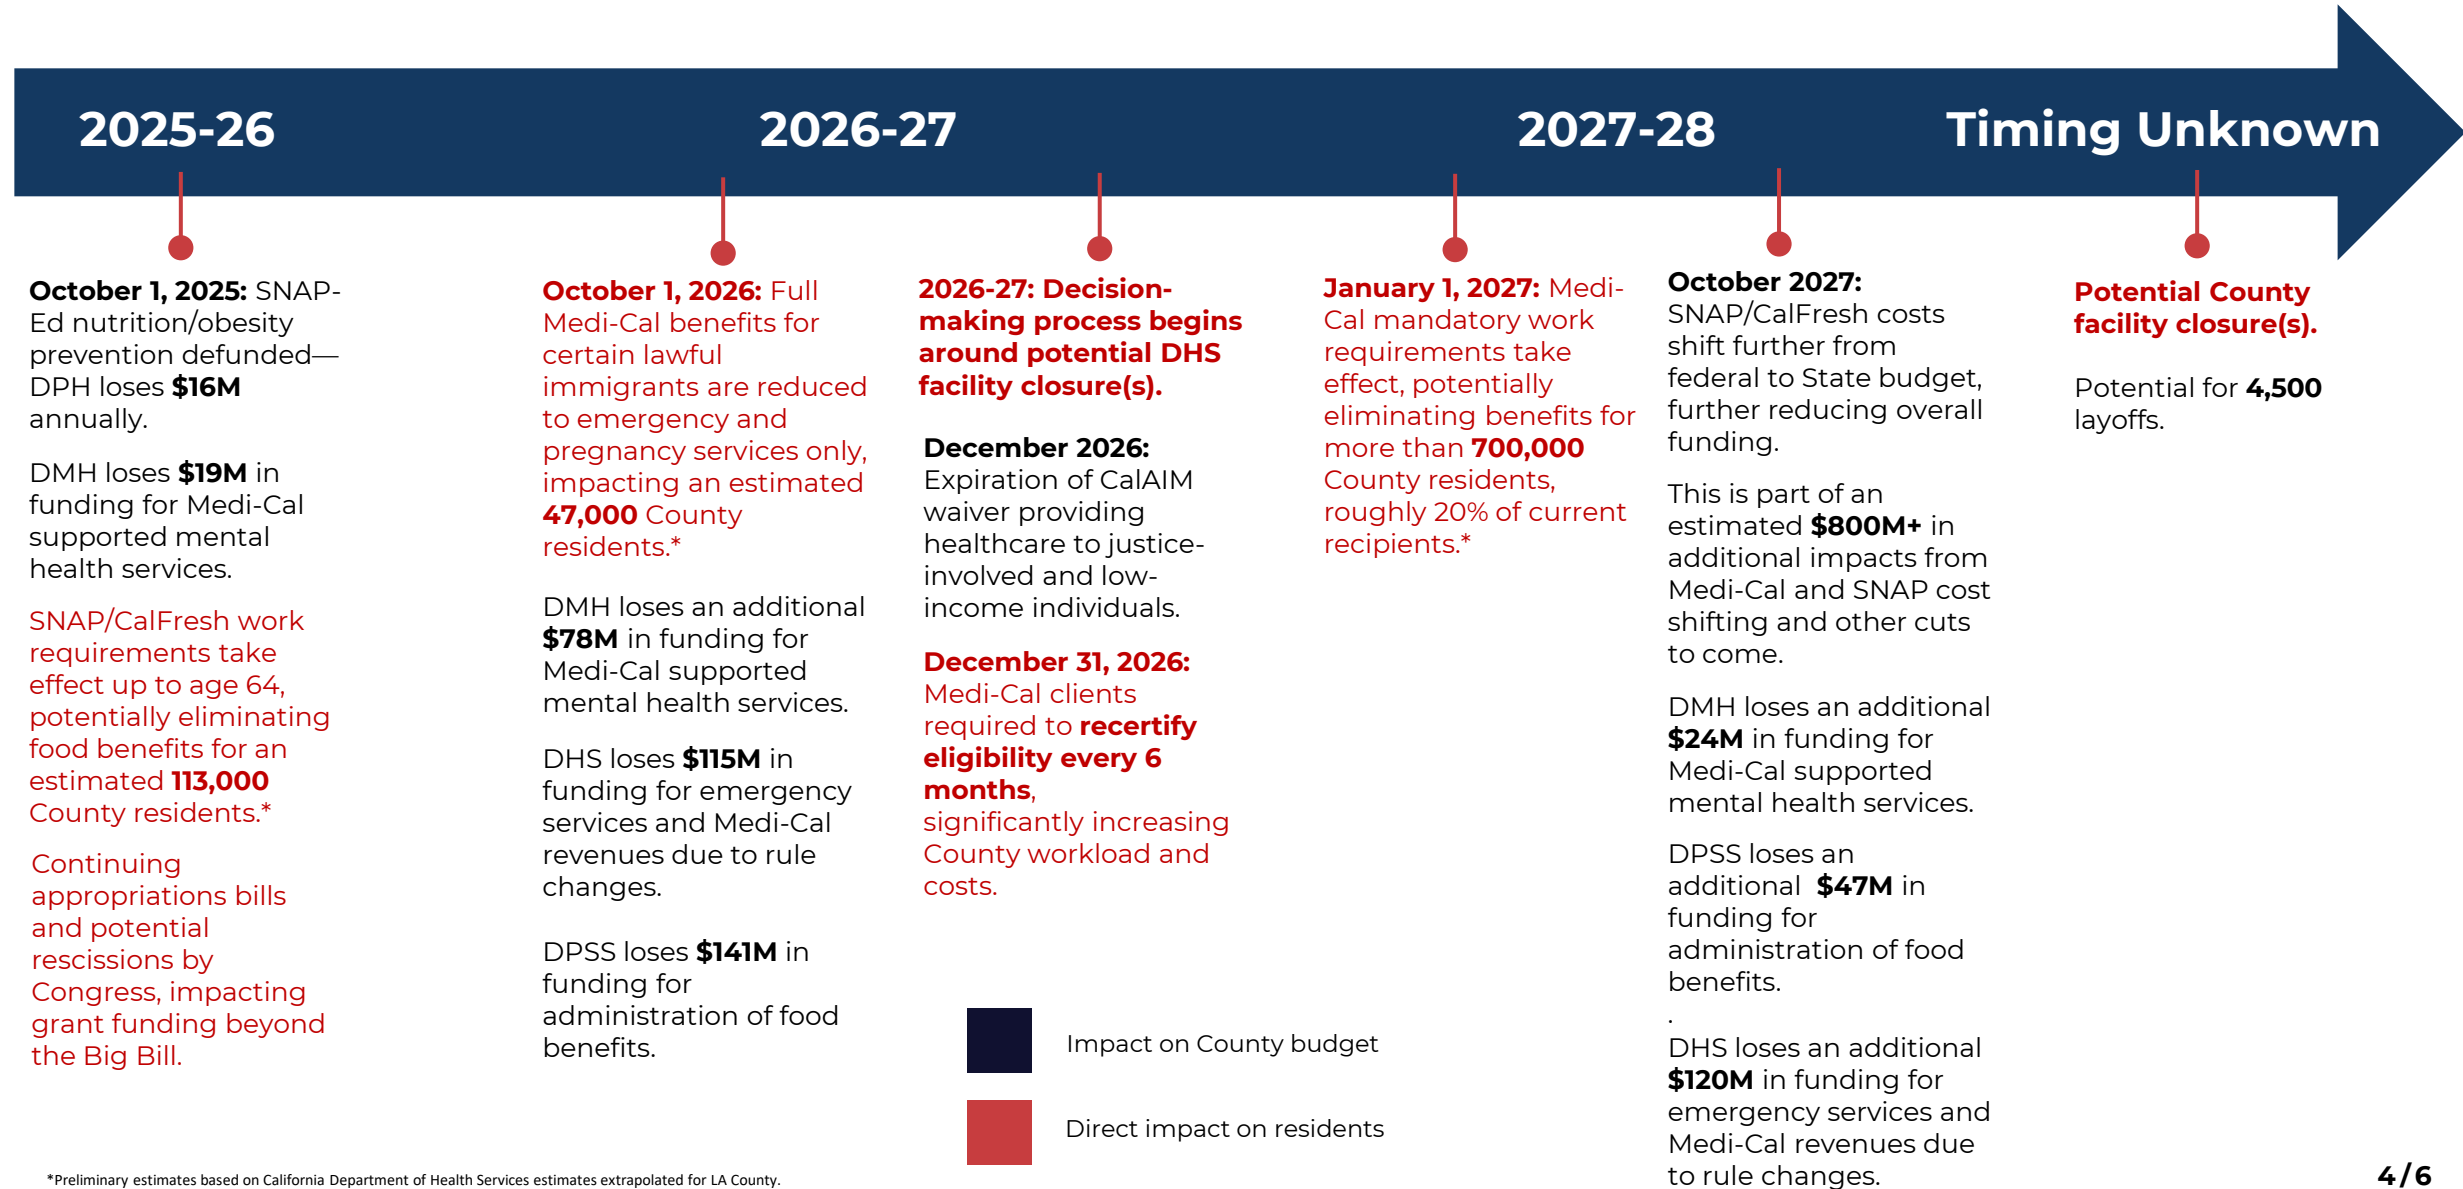 2025-26
2026-27
2027-28
Timing Unknown
October 1, 2025: SNAP-
Ed nutrition/obesity
prevention defunded—
DPH loses $16M
annually.
DMH loses $19M in
funding for Medi-Cal
supported mental
health services.
SNAP/CalFresh work
requirements take
effect up to age 64,
potentially eliminating
food benefits for an
estimated 113,000
County residents.*
Continuing
appropriations bills
and potential
rescissions by
Congress, impacting
grant funding beyond
the Big Bill.
October 1, 2026: Full
Medi-Cal benefits for
certain lawful
immigrants are reduced
to emergency and
pregnancy services only,
impacting an estimated
47,000 County
residents.*
DMH loses an additional
$78M in funding for
Medi-Cal supported
mental health services.
DHS loses $115M in
funding for emergency
services and Medi-Cal
revenues due to rule
changes.
DPSS loses $141M in
funding for
administration of food
benefits.
2026-27: Decision-
making process begins
around potential DHS
facility closure(s).
December 2026:
Expiration of CalAIM
waiver providing
healthcare to justice-
involved and low-
income individuals.
December 31, 2026:
Medi-Cal clients
required to recertify
eligibility every 6
months,
significantly increasing
County workload and
costs.
January 1, 2027: Medi-
Cal mandatory work
requirements take
effect, potentially
eliminating benefits for
more than 700,000
County residents,
roughly 20% of current
recipients.*
October 2027:
SNAP/CalFresh costs
shift further from
federal to State budget,
further reducing overall
funding.
This is part of an
estimated $800M+ in
additional impacts from
Medi-Cal and SNAP cost
shifting and other cuts
to come.
DMH loses an additional
$24M in funding for
Medi-Cal supported
mental health services.
DPSS loses an
additional  $47M in
funding for
administration of food
benefits.
.
DHS loses an additional
$120M in funding for
emergency services and
Medi-Cal revenues due
to rule changes.
Potential County
facility closure(s).
Potential for 4,500
layoffs.
Impact on County budget
Direct impact on residents
*Preliminary estimates based on California Department of Health Services estimates extrapolated for LA County.
4/6